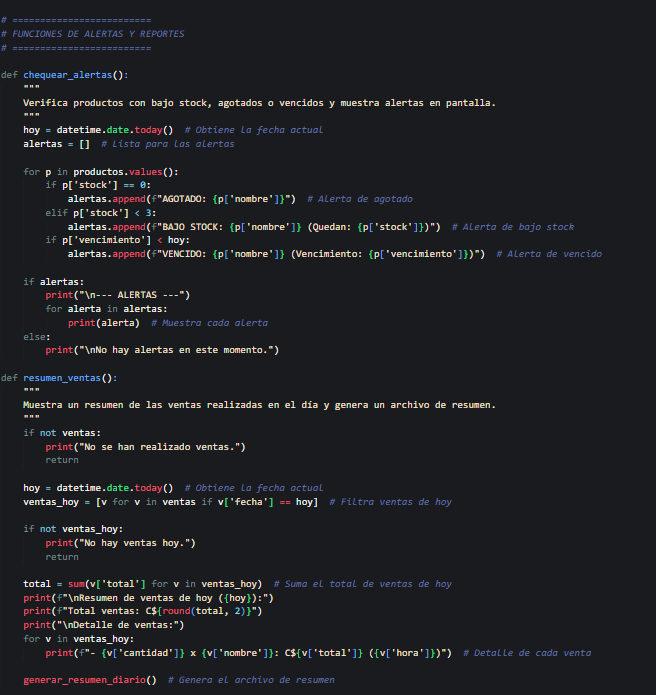 # =========================
# FUNCIONES DE ALERTAS Y REPORTES
# =========================
def chequear_alertas():
"""
Verifica productos con bajo stock, agotados o vencidos y muestra alertas en pantalla.
"""
hoy = datetime.date.today()  # Obtiene la fecha actual
alertas = []  # Lista para las alertas
for p in productos.values():
if p['stock'] == 0:
alertas.append(f"AGOTADO: {p['nombre']}")  # Alerta de agotado
elif p['stock'] < 3:
alertas.append(f"BAJO STOCK: {p['nombre']} (Quedan: {p['stock']})")  # Alerta de bajo stock
if p['vencimiento'] < hoy:
alertas.append(f"VENCIDO: {p['nombre']} (Vencimiento: {p['vencimiento']})")  # Alerta de vencido
if alertas:
print("\n--- ALERTAS ---")
for alerta in alertas:
print(alerta)  # Muestra cada alerta
else:
print("\nNo hay alertas en este momento.")
def resumen_ventas():
"""
Muestra un resumen de las ventas realizadas en el día y genera un archivo de resumen.
"""
if not ventas:
print("No se han realizado ventas.")
return
hoy = datetime.date.today()  # Obtiene la fecha actual
ventas_hoy = [v for v in ventas if v['fecha'] == hoy]  # Filtra ventas de hoy
if not ventas_hoy:
print("No hay ventas hoy.")
return
total = sum(v['total'] for v in ventas_hoy)  # Suma el total de ventas de hoy
print(f"\nResumen de ventas de hoy ({hoy}):")
print(f"Total ventas: C${round(total, 2)}")
print("\nDetalle de ventas:")
for v in ventas_hoy:
print(f"- {v['cantidad']} x {v['nombre']}: C${v['total']} ({v['hora']})")  # Detalle de cada venta
generar_resumen_diario()  # Genera el archivo de resumen